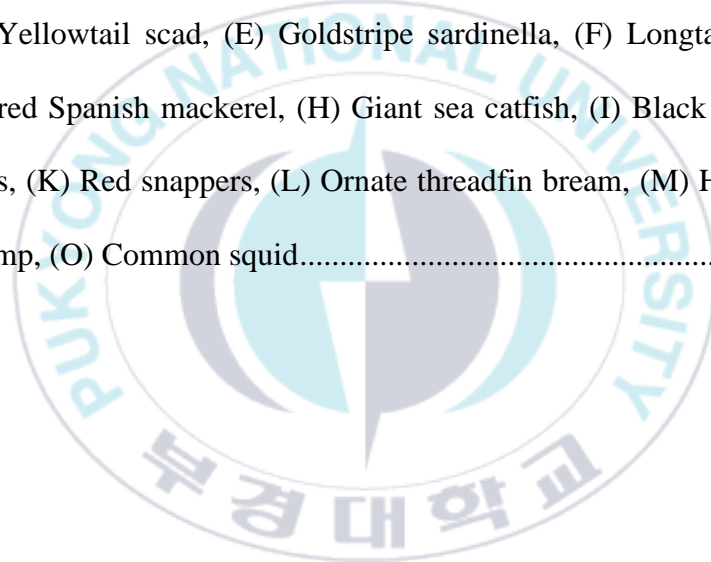 Yellowtail scad, (E) Goldstripe sardinella, (F) Longta
red Spanish mackerel, (H) Giant sea catfish, (I) Black
s, (K) Red snappers, (L) Ornate threadfin bream, (M) H
mp, (O) Common squid....................................................
PUKYONG NATIONAL UNIVERSITY
부경대학교